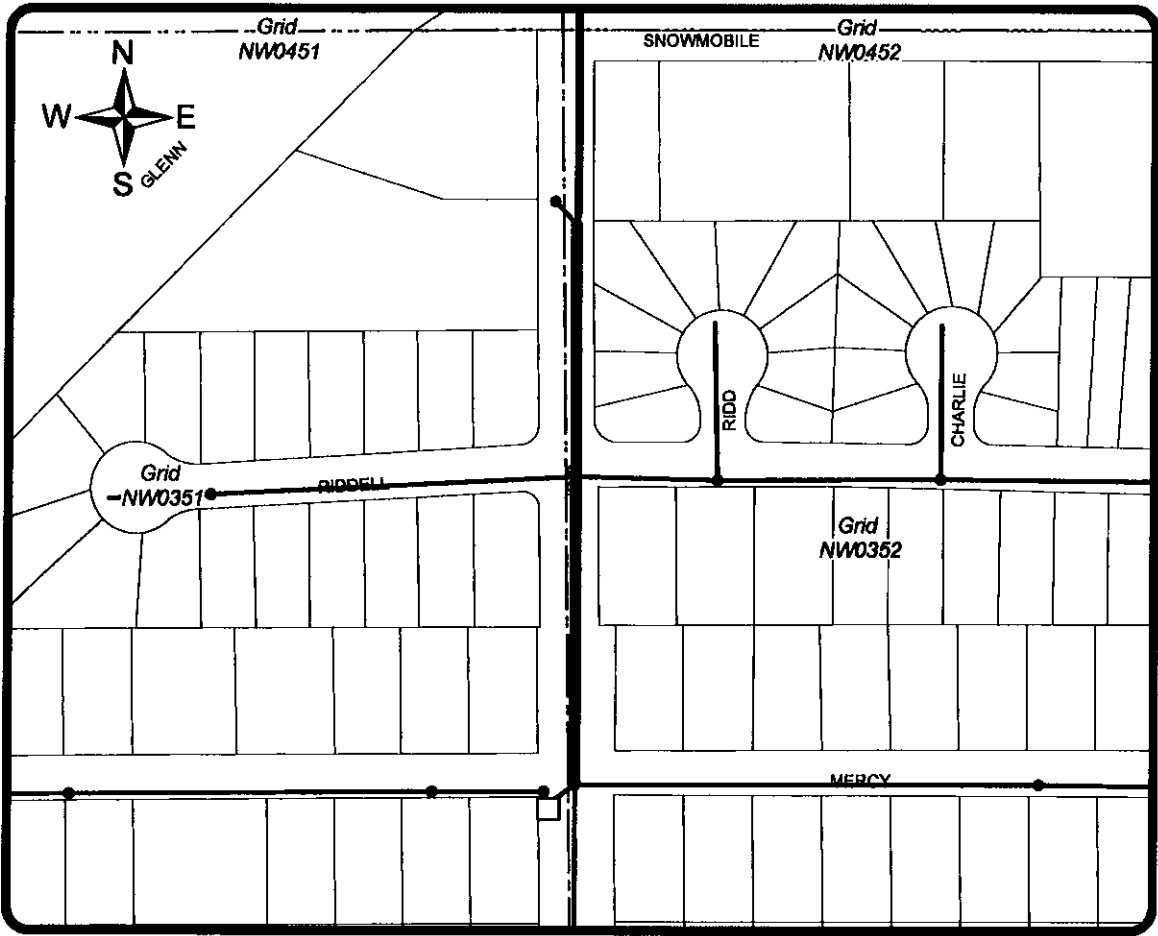 Grid
NW0451
SNOWMOBILE
Grid
NW0452
N
W
E
S
GLENN
RIDD
CHARLIE
Grid
NW0351
RIDDELL
Grid
NW0352
MERCY